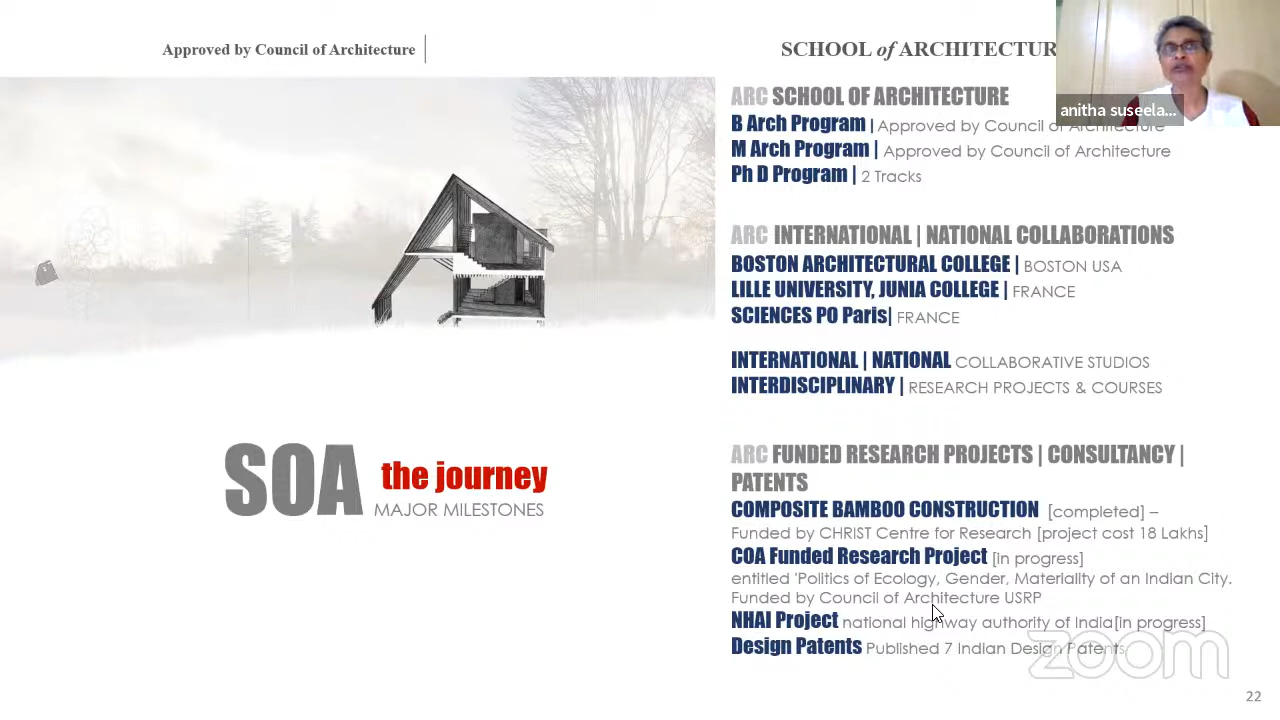 Approved by Council of Architecture
SCHOOL of ARCHITECTUR
anitha suseela...
ARC SCHOOL OF ARCHITECTURE
B Arch Program | Approved by Council of Architecture
M Arch Program | Approved by Council of Architecture
Ph D Program | 2 Tracks
ARC INTERNATIONAL | NATIONAL COLLABORATIONS
BOSTON ARCHITECTURAL COLLEGE | BOSTON USA
LILLE UNIVERSITY, JUNIA COLLEGE | FRANCE
SCIENCES PO Paris| FRANCE
INTERNATIONAL | NATIONAL COLLABORATIVE STUDIOS
INTERDISCIPLINARY | RESEARCH PROJECTS & COURSES
SOA the journey
MAJOR MILESTONES
ARC FUNDED RESEARCH PROJECTS | CONSULTANCY |
PATENTS
COMPOSITE BAMBOO CONSTRUCTION [completed] –
Funded by CHRIST Centre for Research [project cost 18 Lakhs]
COA Funded Research Project [in progress]
entitled 'Politics of Ecology, Gender, Materiality of an Indian City.
Funded by Council of Architecture USRP
NHAI Project national highway authority of India[in progress]
Design Patents Published 7 Indian Design Patents
zoom
22